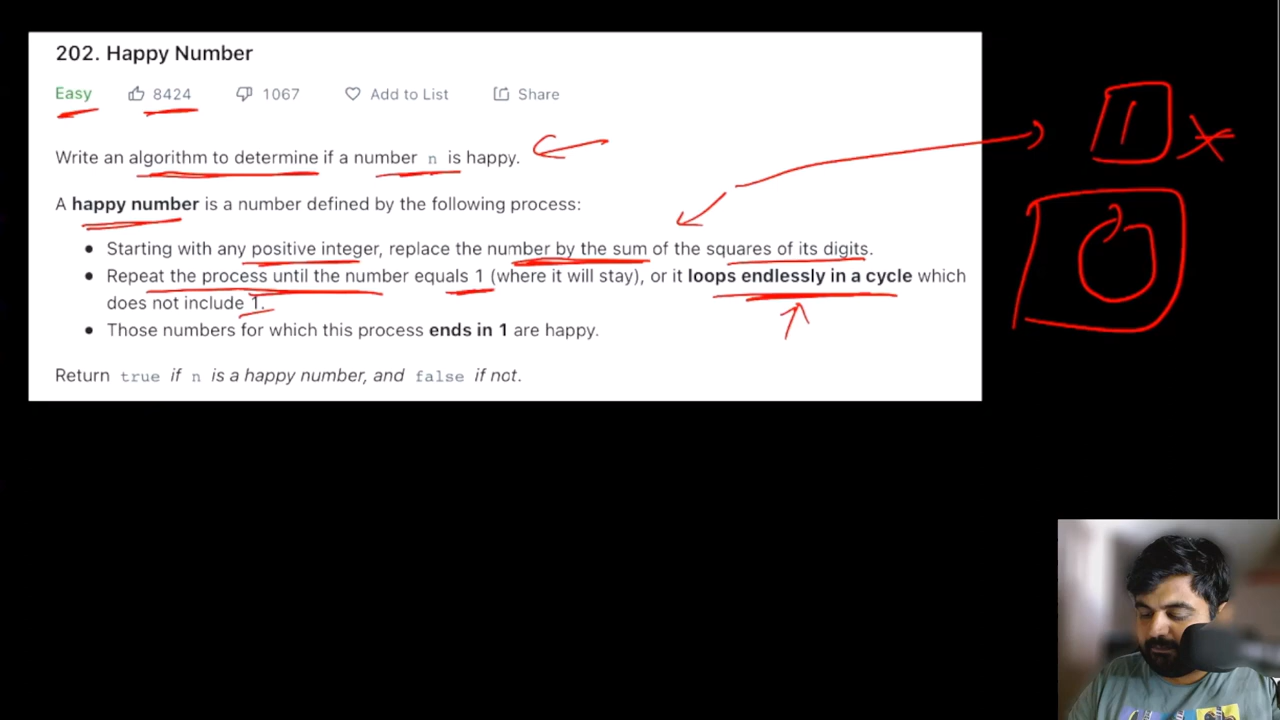 202. Happy Number
Easy 8424 1067 Add to List Share
Write an algorithm to determine if a number n is happy.
A happy number is a number defined by the following process:
• Starting with any positive integer, replace the number by the sum of the squares of its digits.
• Repeat the process until the number equals 1 (where it will stay), or it loops endlessly in a cycle which
does not include 1.
• Those numbers for which this process ends in 1 are happy.
Return true if n is a happy number, and false if not.
1